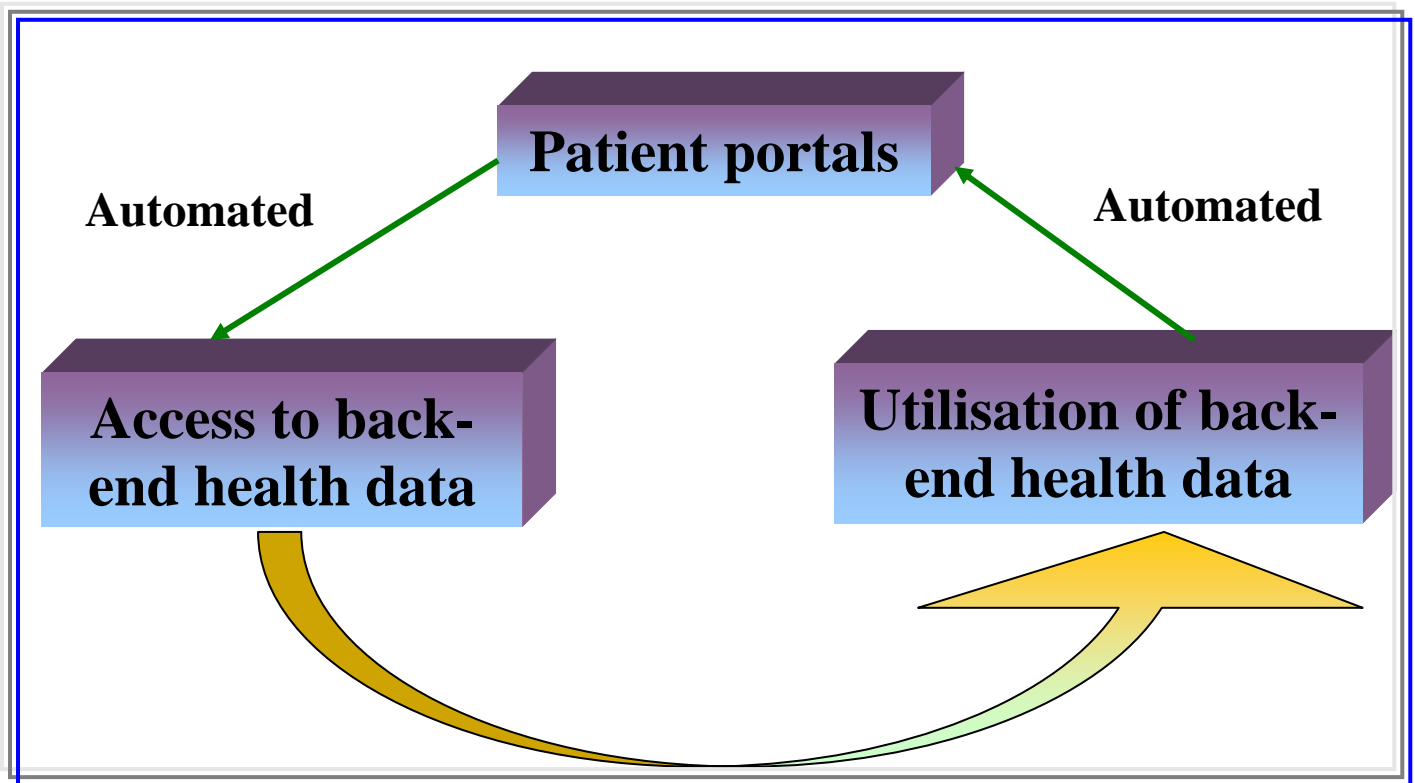 Patient portals
Automated
Automated
Access to back-
end health data
Utilisation of back-
end health data